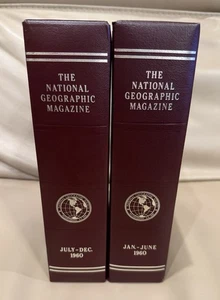 THE
NATIONAL
GEOGRAPHIC
MAGAZINE
JULY-DEC.
1960
THE
NATIONAL
GEOGRAPHIC
MAGAZINE
JAN.-JUNE
1960